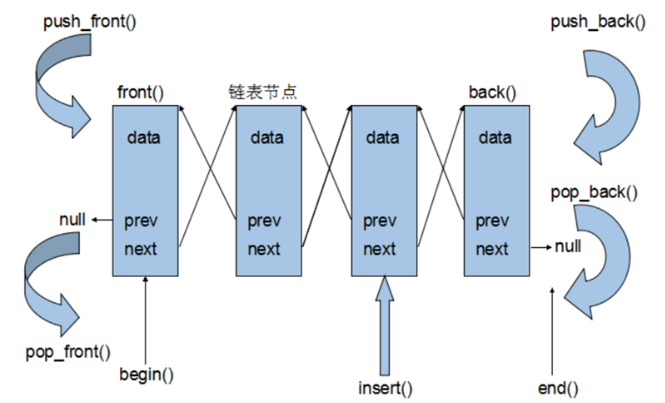 push_front()
push_back()
front()
链表节点
back()
data
data
data
data
pop_back()
null
prev
prev
prev
prev
next
next
next
next
null
pop_front()
begin()
insert()
end()